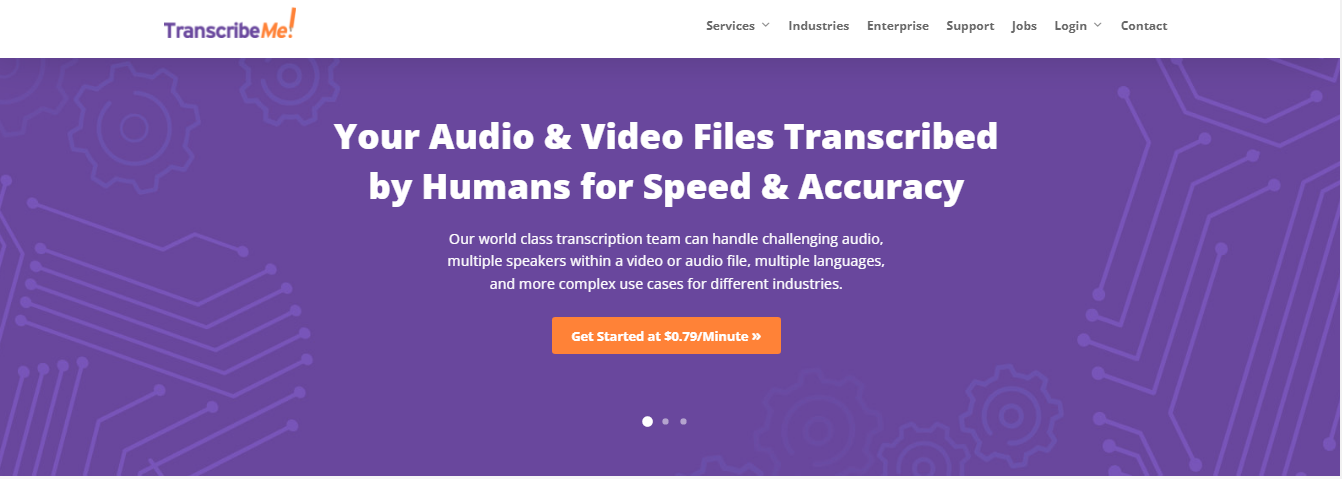 TranscribeMe!
Services Industries Enterprise Support Jobs Login Contact
Your Audio & Video Files Transcribed
by Humans for Speed & Accuracy
Our world class transcription team can handle challenging audio,
multiple speakers within a video or audio file, multiple languages,
and more complex use cases for different industries.
Get Started at $0.79/Minute »